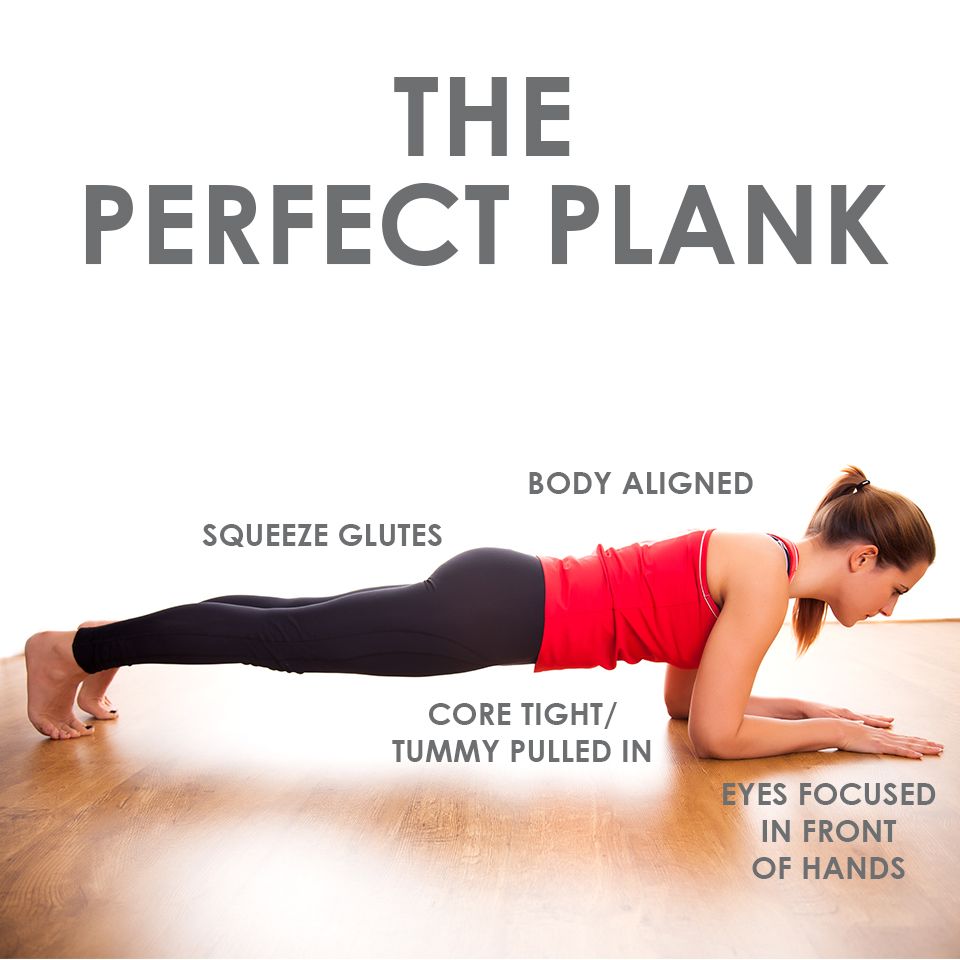 THE
PERFECT PLANK
BODY ALIGNED
SQUEEZE GLUTES
CORE TIGHT/
TUMMY PULLED IN
EYES FOCUSED
IN FRONT
OF HANDS